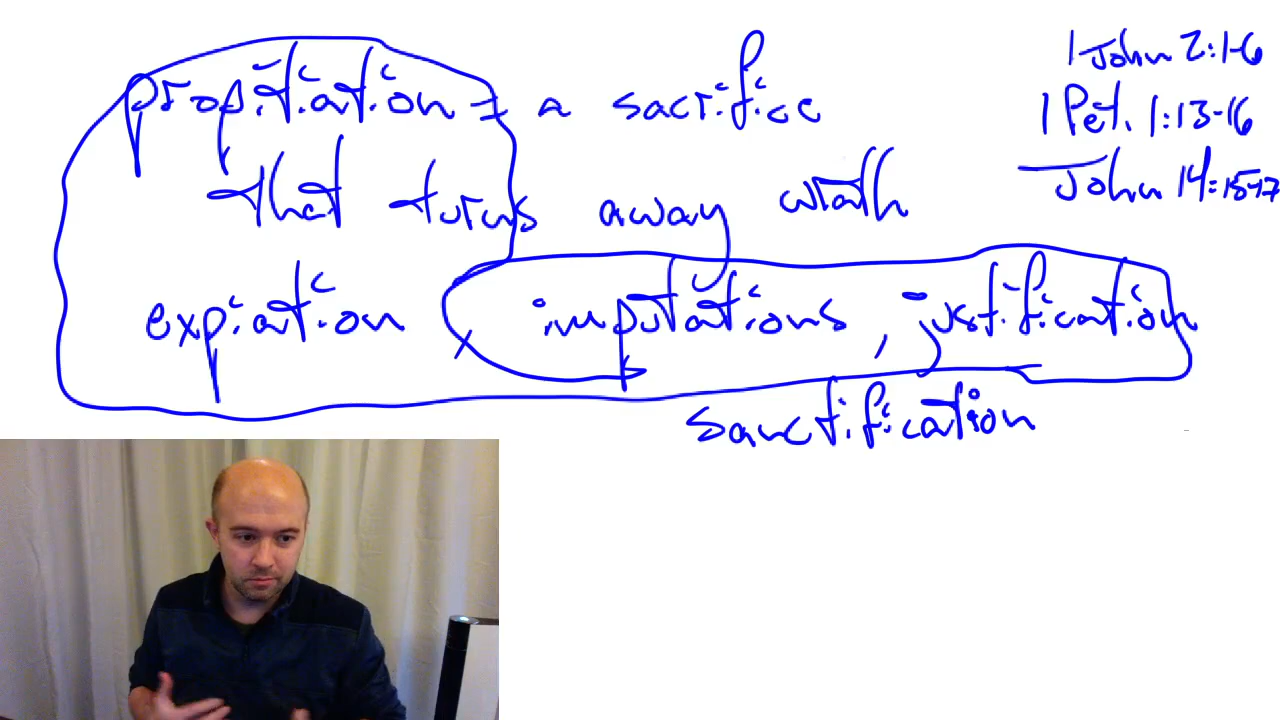 propitiation - a sacrifice
that turns away wrath
expiation imputations, justification
sanctification
1 John 2:1-6
1 Pet. 1:13-16
John 14:15-17